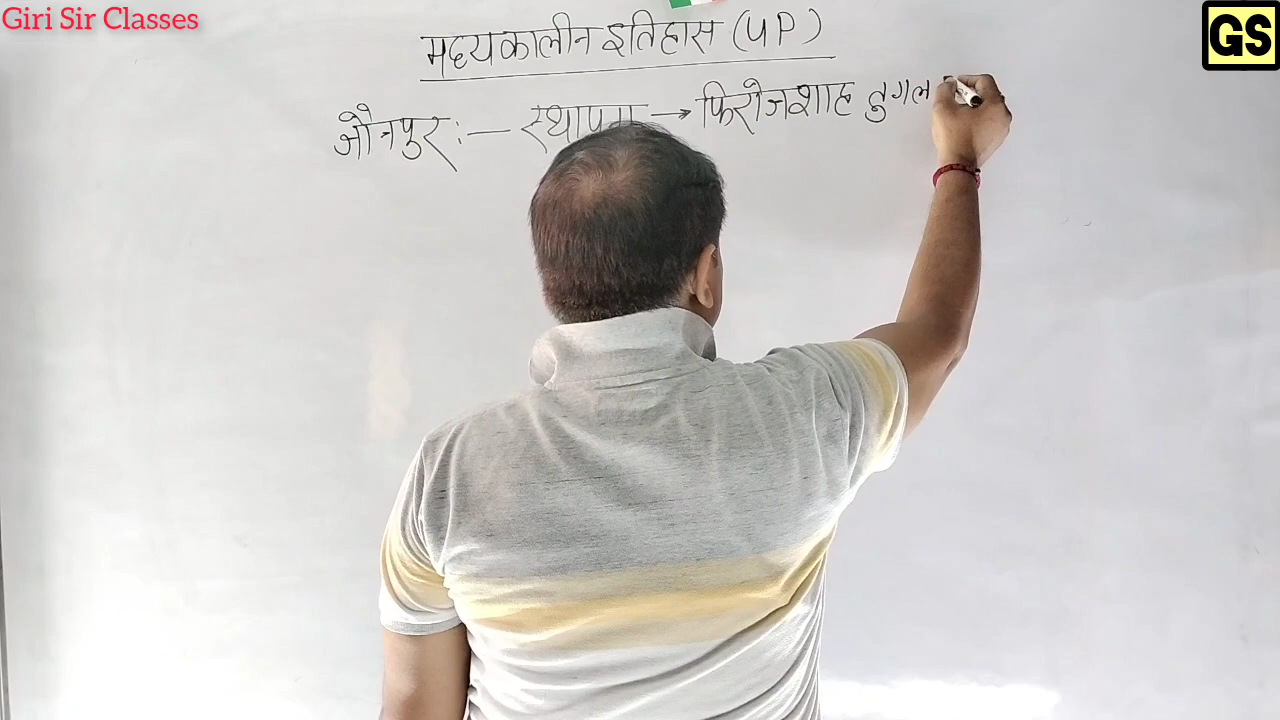 Giri Sir Classes
GS
मध्यकालीन इतिहास (UP)
जौनपुर :— स्थापना → फिरोजशाह तुगल